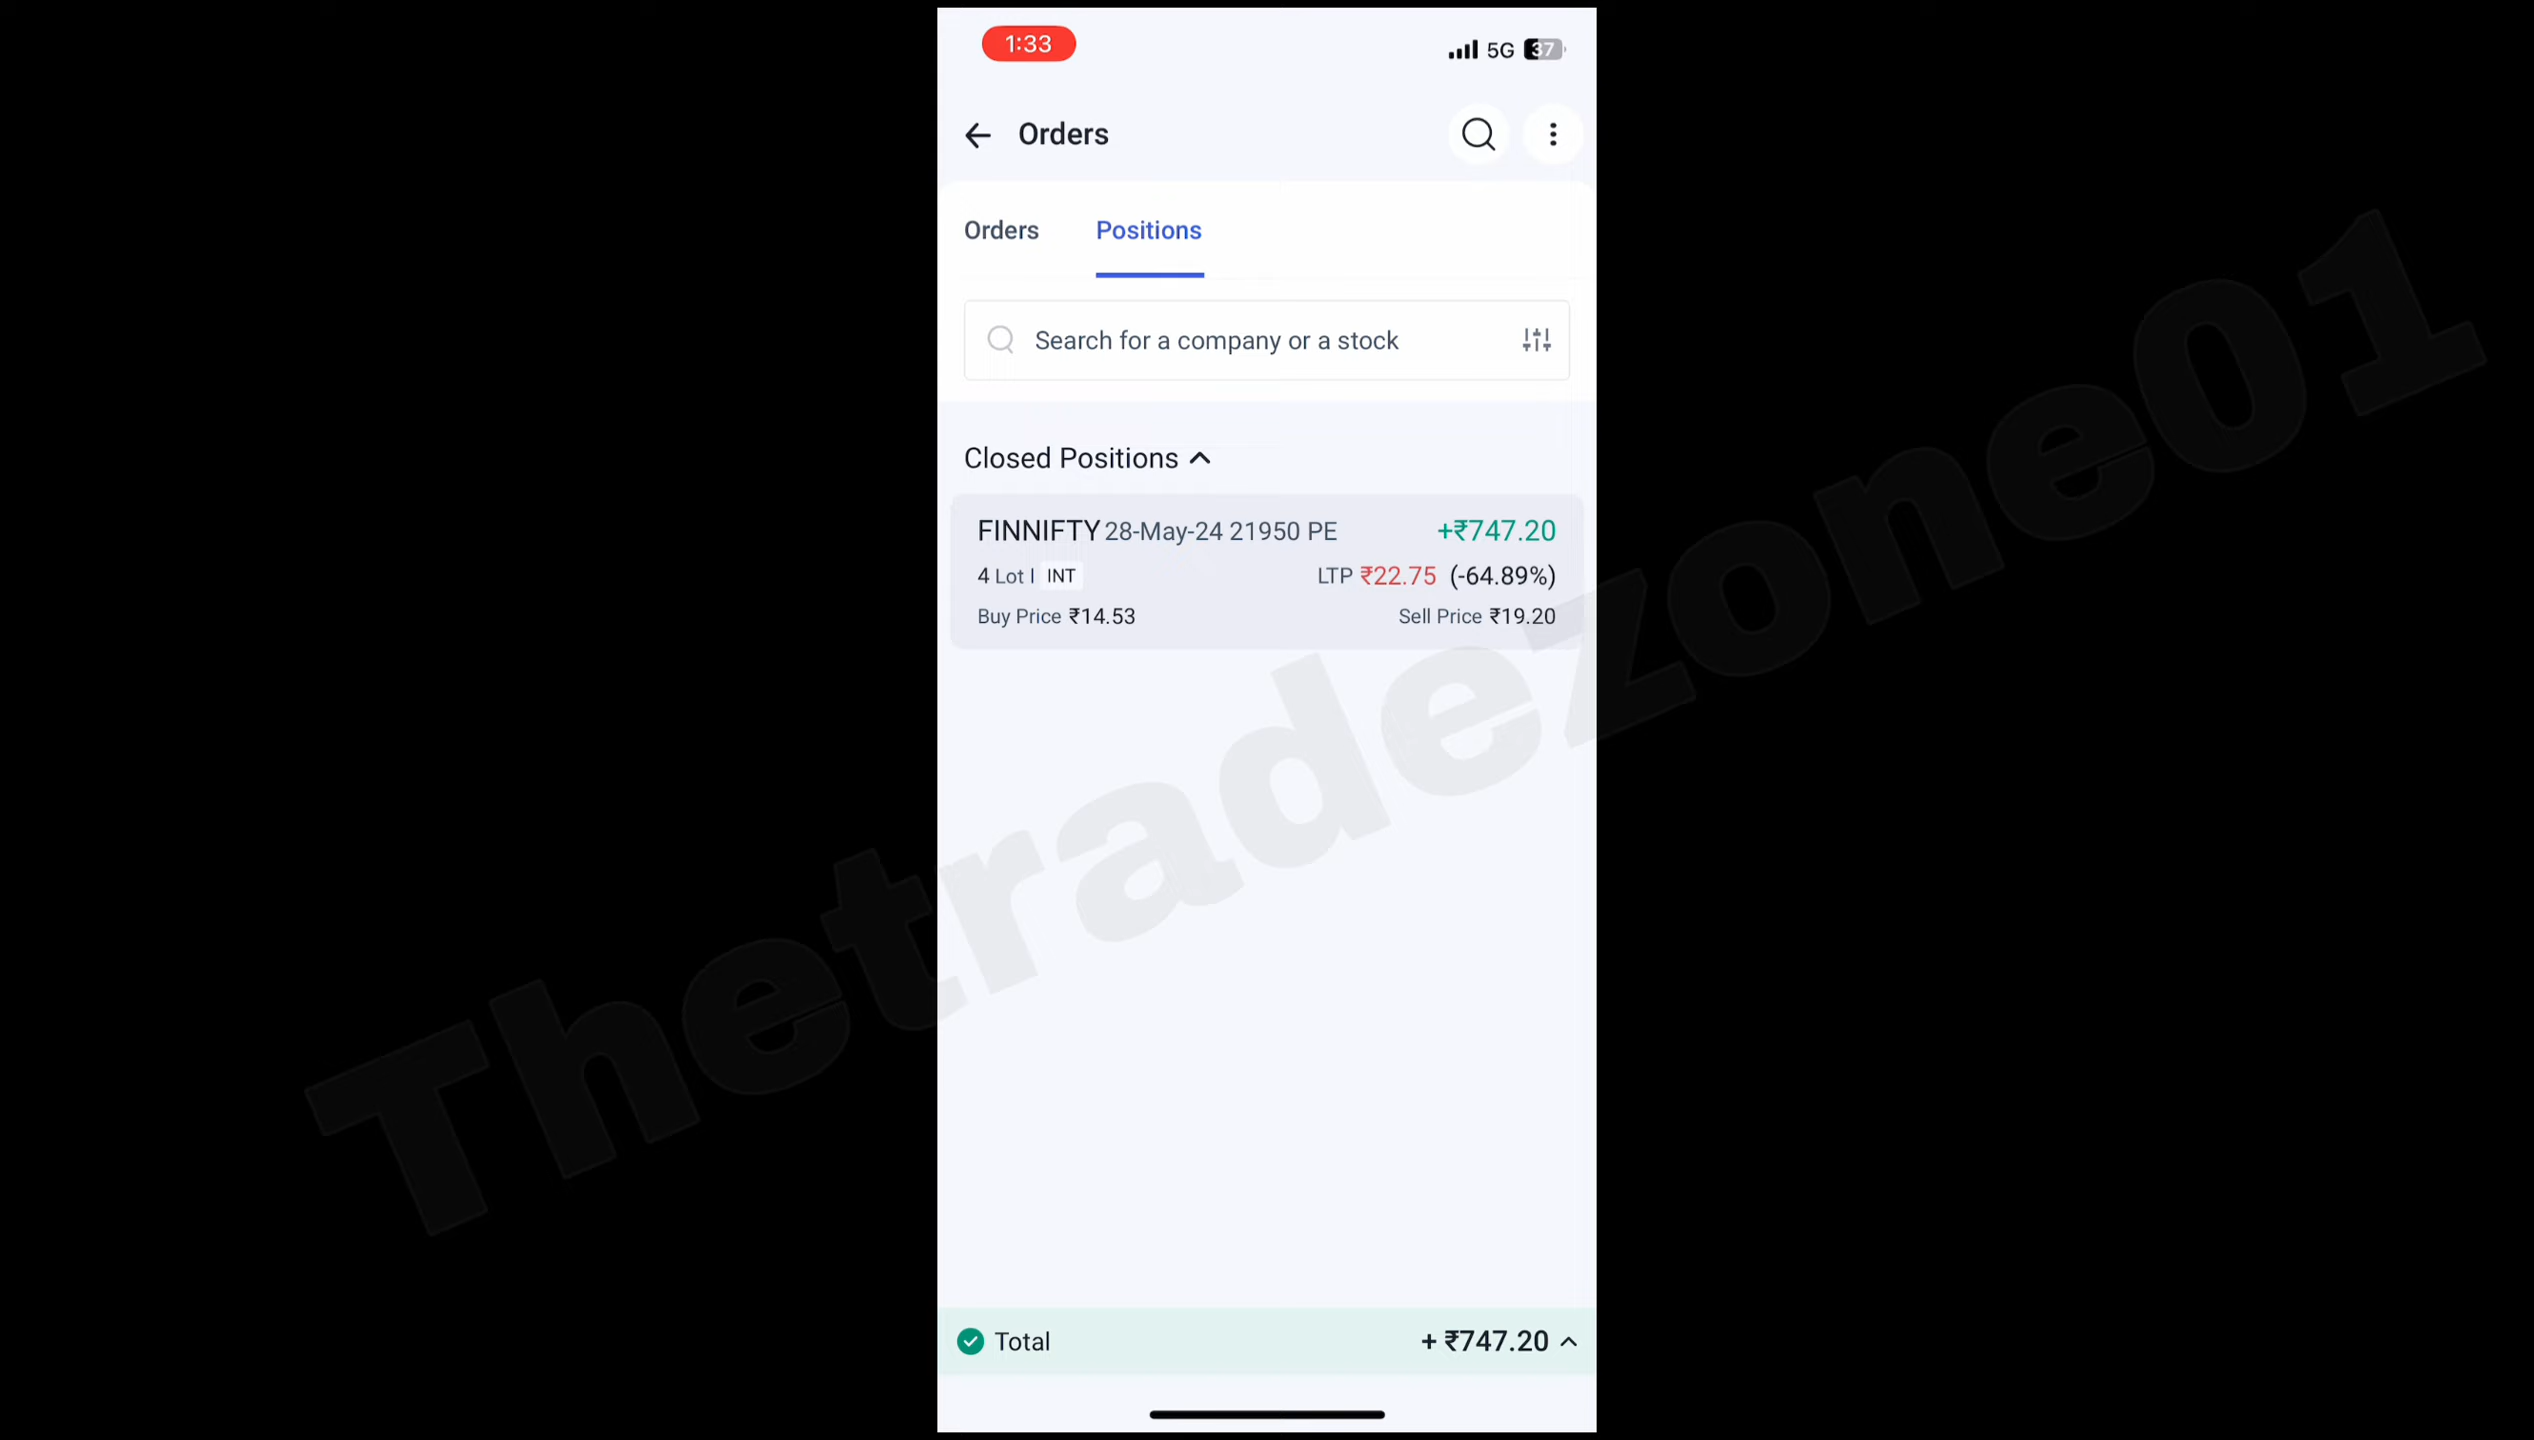 1:33 5G 37
Orders
Orders Positions
Search for a company or a stock
Closed Positions
FINNIFTY 28-May-24 21950 PE +₹747.20
4 Lot | INT LTP ₹22.75 (-64.89%)
Buy Price ₹14.53 Sell Price ₹19.20
Thetradezone01
Total + ₹747.20